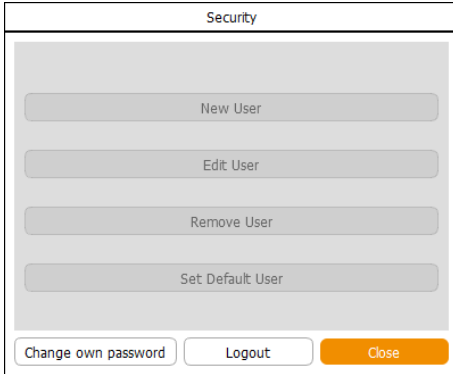 Security
New User
Edit User
Remove User
Set Default User
Change own password
Logout
Close